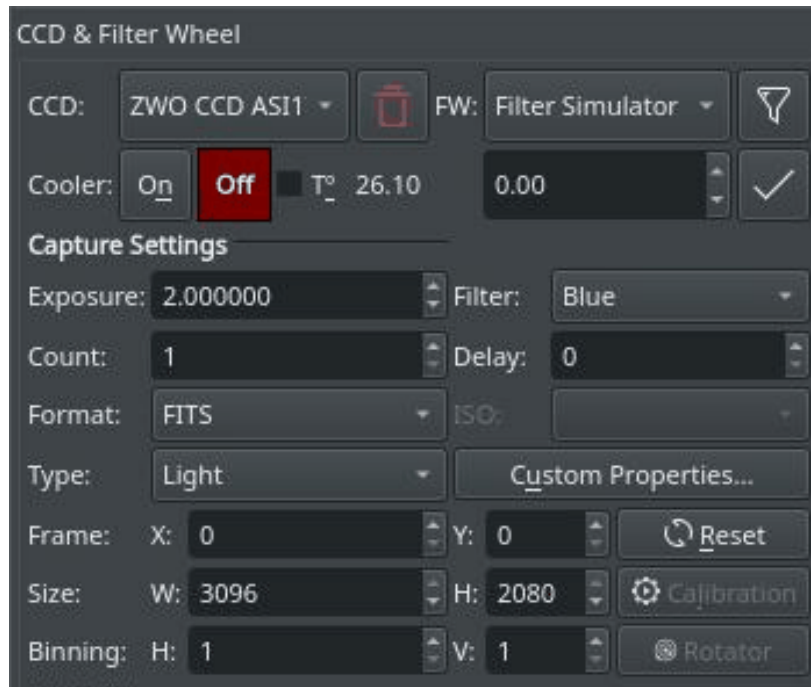 CCD & Filter Wheel
CCD: ZWO CCD ASI1 FW: Filter Simulator
Cooler: On Off Tº 26.10 0.00
Capture Settings
Exposure: 2.000000 Filter: Blue
Count: 1 Delay: 0
Format: FITS ISO:
Type: Light Custom Properties...
Frame: X: 0 Y: 0 Reset
Size: W: 3096 H: 2080 Calibration
Binning: H: 1 V: 1 Rotator